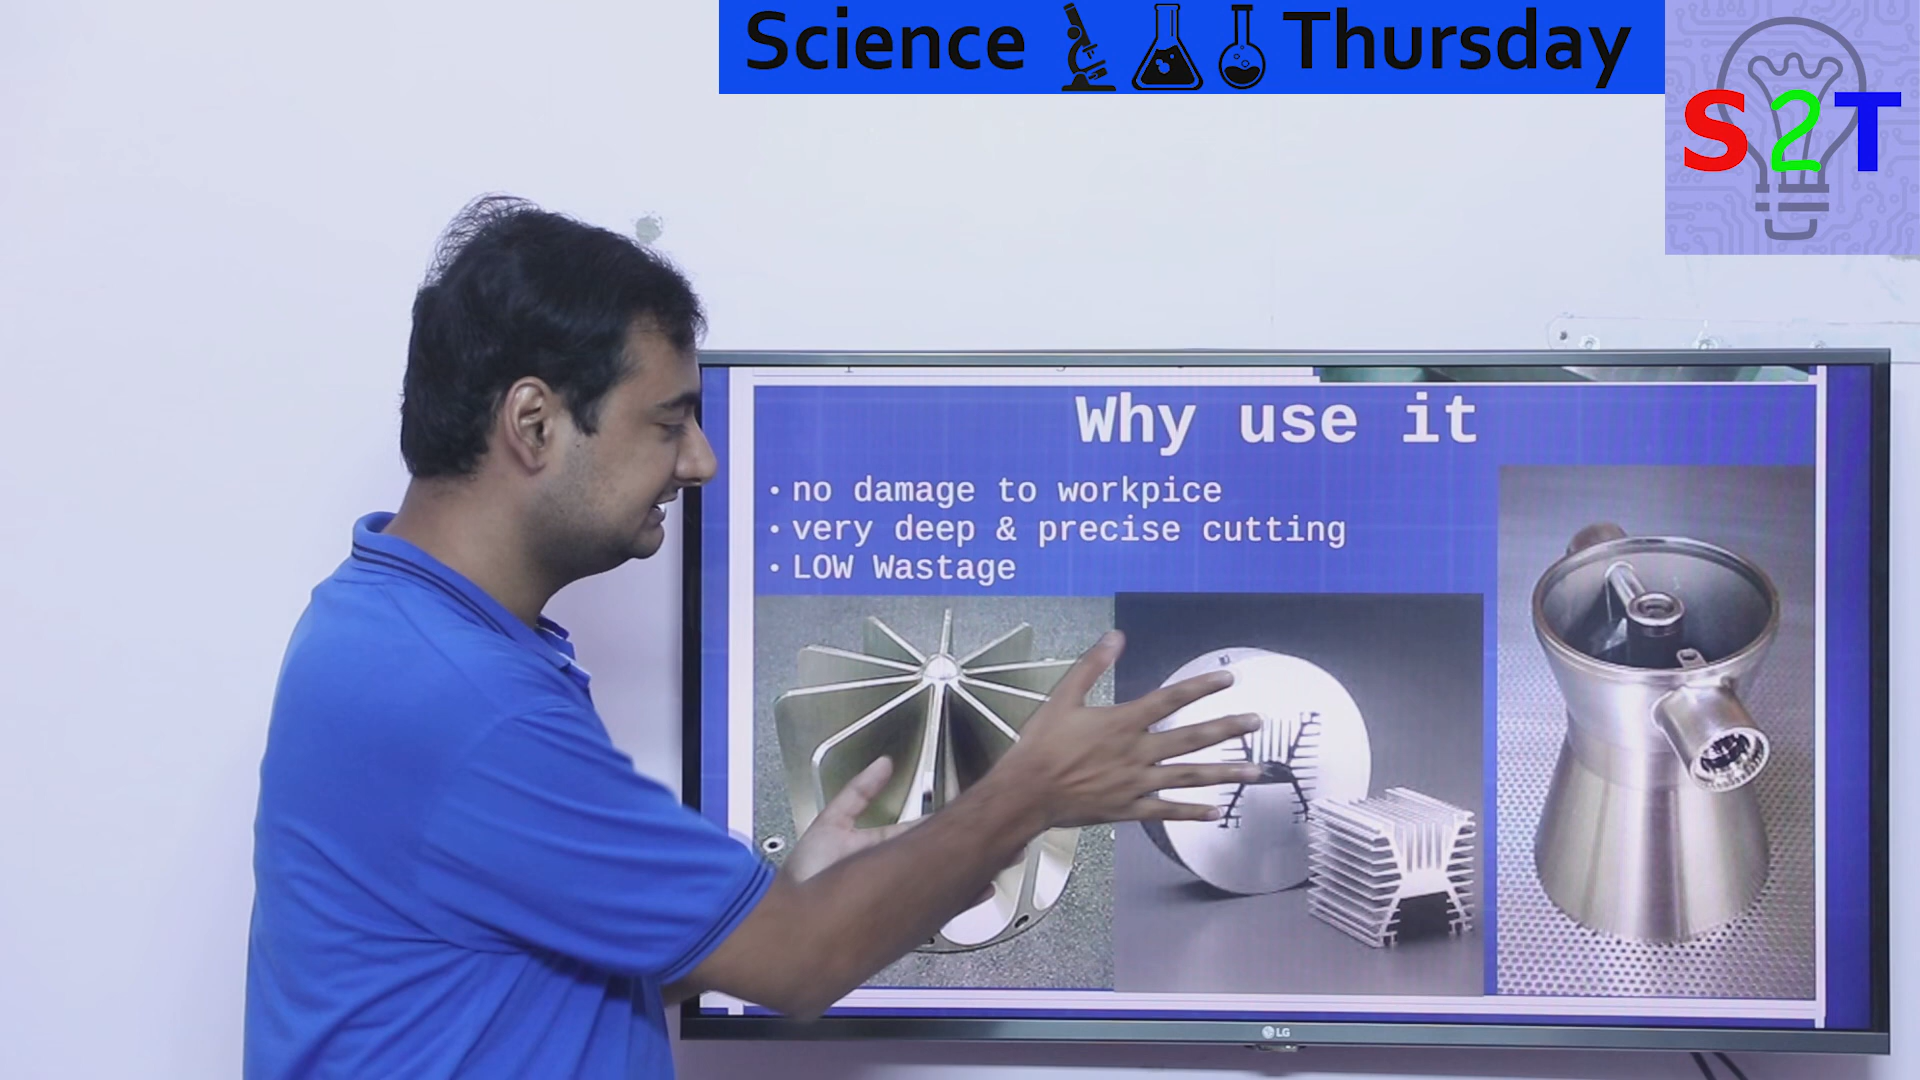 Science Thursday
S2T
Why use it
• no damage to workpice
• very deep & precise cutting
• LOW Wastage
LG